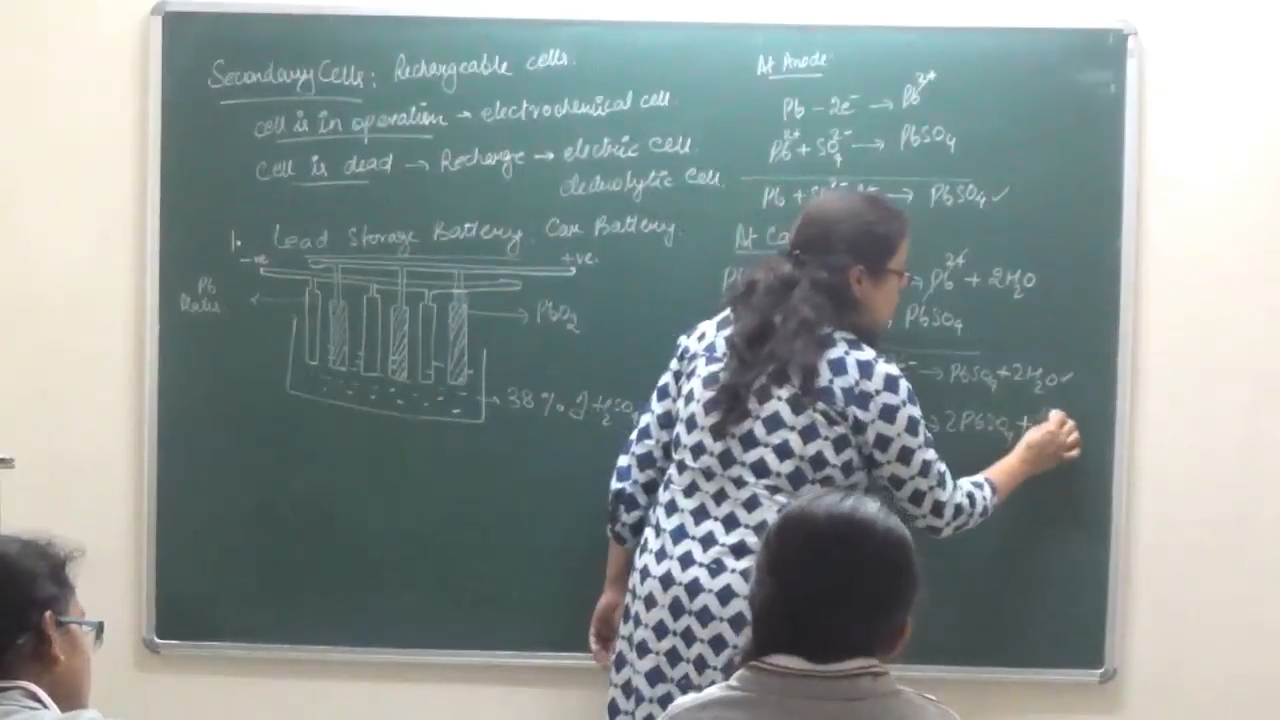 Secondary Cells: Rechargeable cells.
cell is in operation → electrochemical cell
cell is dead → Recharge → electric cell.
electrolytic cell.
1. Lead Storage Battery. Car Battery.
-ve +ve
Pb
Plates
→ PbO₂
→ 38% of H₂SO₄
At Anode
Pb - 2e⁻ → Pb²⁺
Pb²⁺ + SO₄²⁻ → PbSO₄
Pb + → PbSO₄ ✓
At
→ Pb²⁺ + 2H₂O
PbSO₄
→ PbSO₄ + 2H₂O ✓
→ 2PbSO₄ +